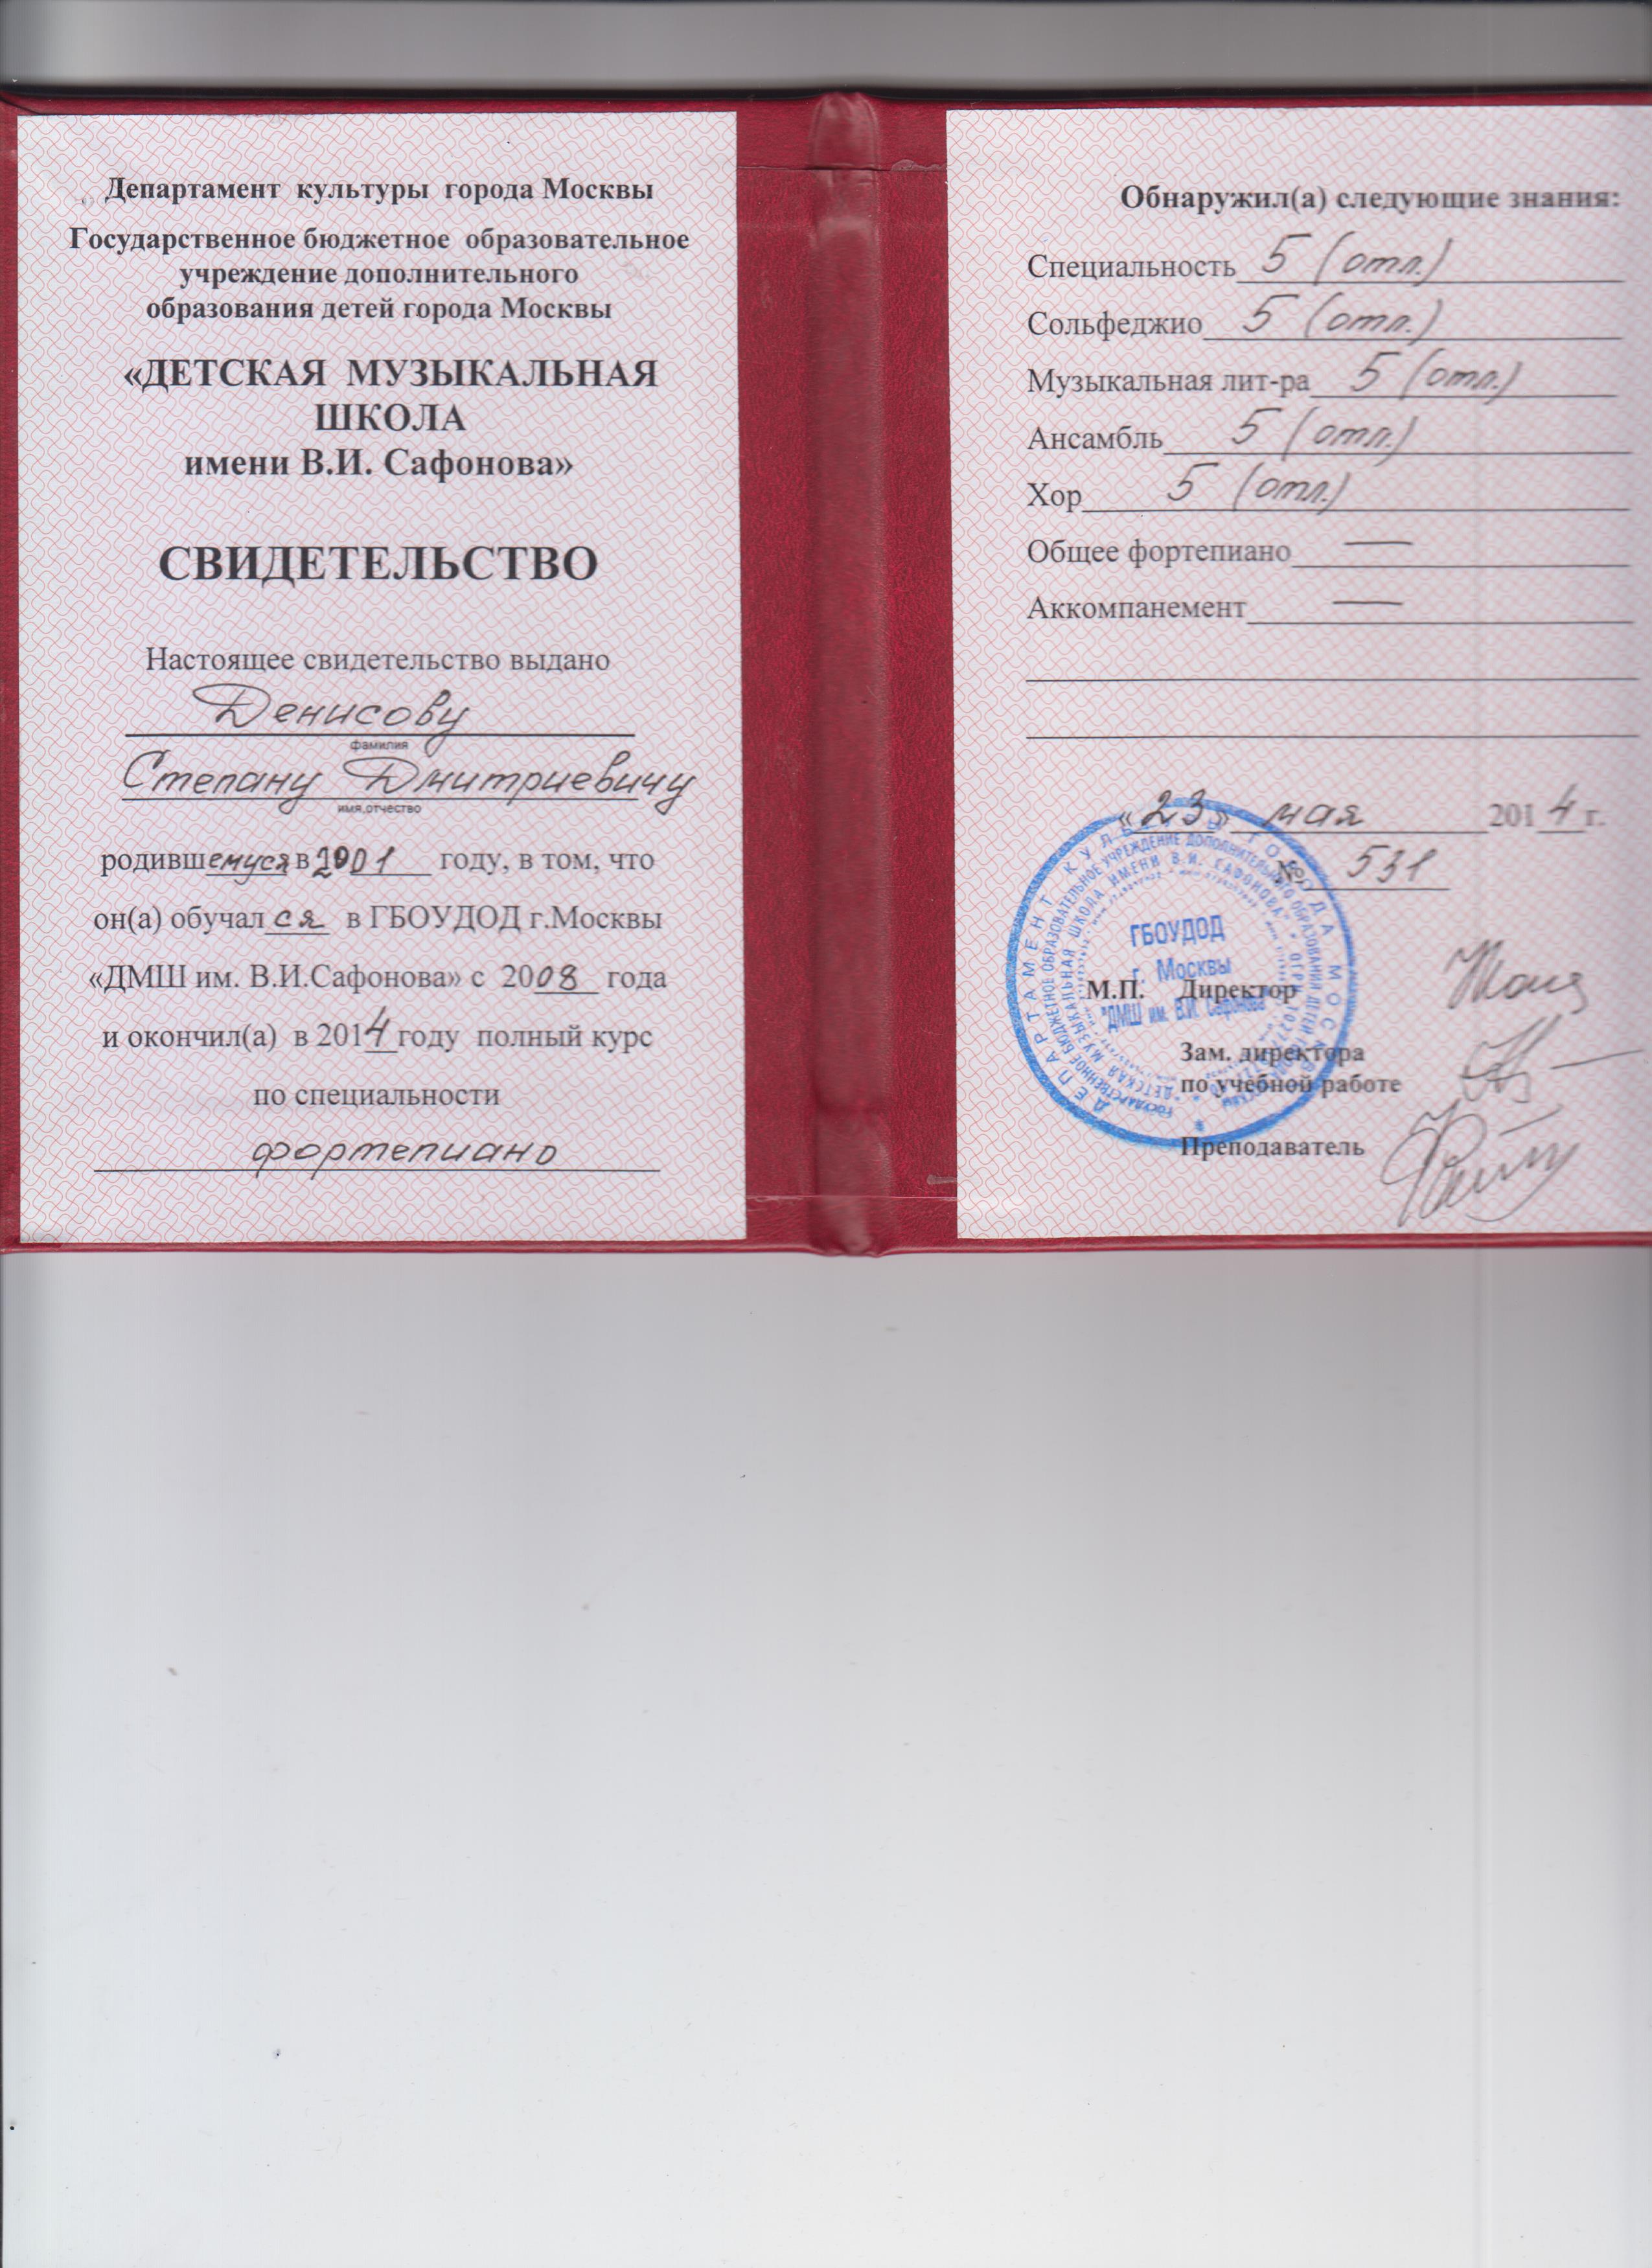 Департамент культуры города Москвы
Государственное бюджетное образовательное
учреждение дополнительного
образования детей города Москвы
«ДЕТСКАЯ МУЗЫКАЛЬНАЯ
ШКОЛА
имени В.И. Сафонова»
СВИДЕТЕЛЬСТВО
Настоящее свидетельство выдано
Денисову
фамилия
Степану Дмитриевичу
имя,отчество
родившемуся в 2001 году, в том, что
он(а) обучался в ГБОУДОД г.Москвы
«ДМШ им. В.И.Сафонова» с 2008 года
и окончил(а) в 2014 году полный курс
по специальности
фортепиано
Обнаружил(а) следующие знания:
Специальность 5 (отл.)
Сольфеджио 5 (отл.)
Музыкальная лит-ра 5 (отл.)
Ансамбль 5 (отл.)
Хор 5 (отл.)
Общее фортепиано —
Аккомпанемент —
«23» мая 2014 г.
№ 531
ДЕПАРТАМЕНТ КУЛЬТУРЫ ГОРОДА МОСКВЫ
ГОСУДАРСТВЕННОЕ БЮДЖЕТНОЕ ОБРАЗОВАТЕЛЬНОЕ УЧРЕЖДЕНИЕ ДОПОЛНИТЕЛЬНОГО ОБРАЗОВАНИЯ ДЕТЕЙ
"ДЕТСКАЯ МУЗЫКАЛЬНАЯ ШКОЛА ИМЕНИ В.И. САФОНОВА"
ГБОУДОД
г. Москвы
"ДМШ им. В.И. Сафонова"
М.П. Директор
Зам. директора
по учебной работе
Преподаватель